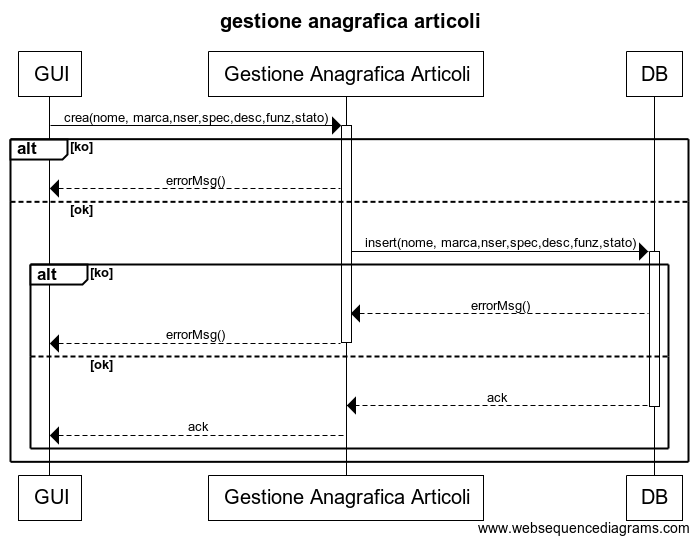 gestione anagrafica articoli
GUI
Gestione Anagrafica Articoli
DB
crea(nome, marca,nser,spec,desc,funz,stato)
alt
[ko]
errorMsg()
[ok]
insert(nome, marca,nser,spec,desc,funz,stato)
alt
[ko]
errorMsg()
errorMsg()
[ok]
ack
ack
GUI
Gestione Anagrafica Articoli
DB
www.websequencediagrams.com